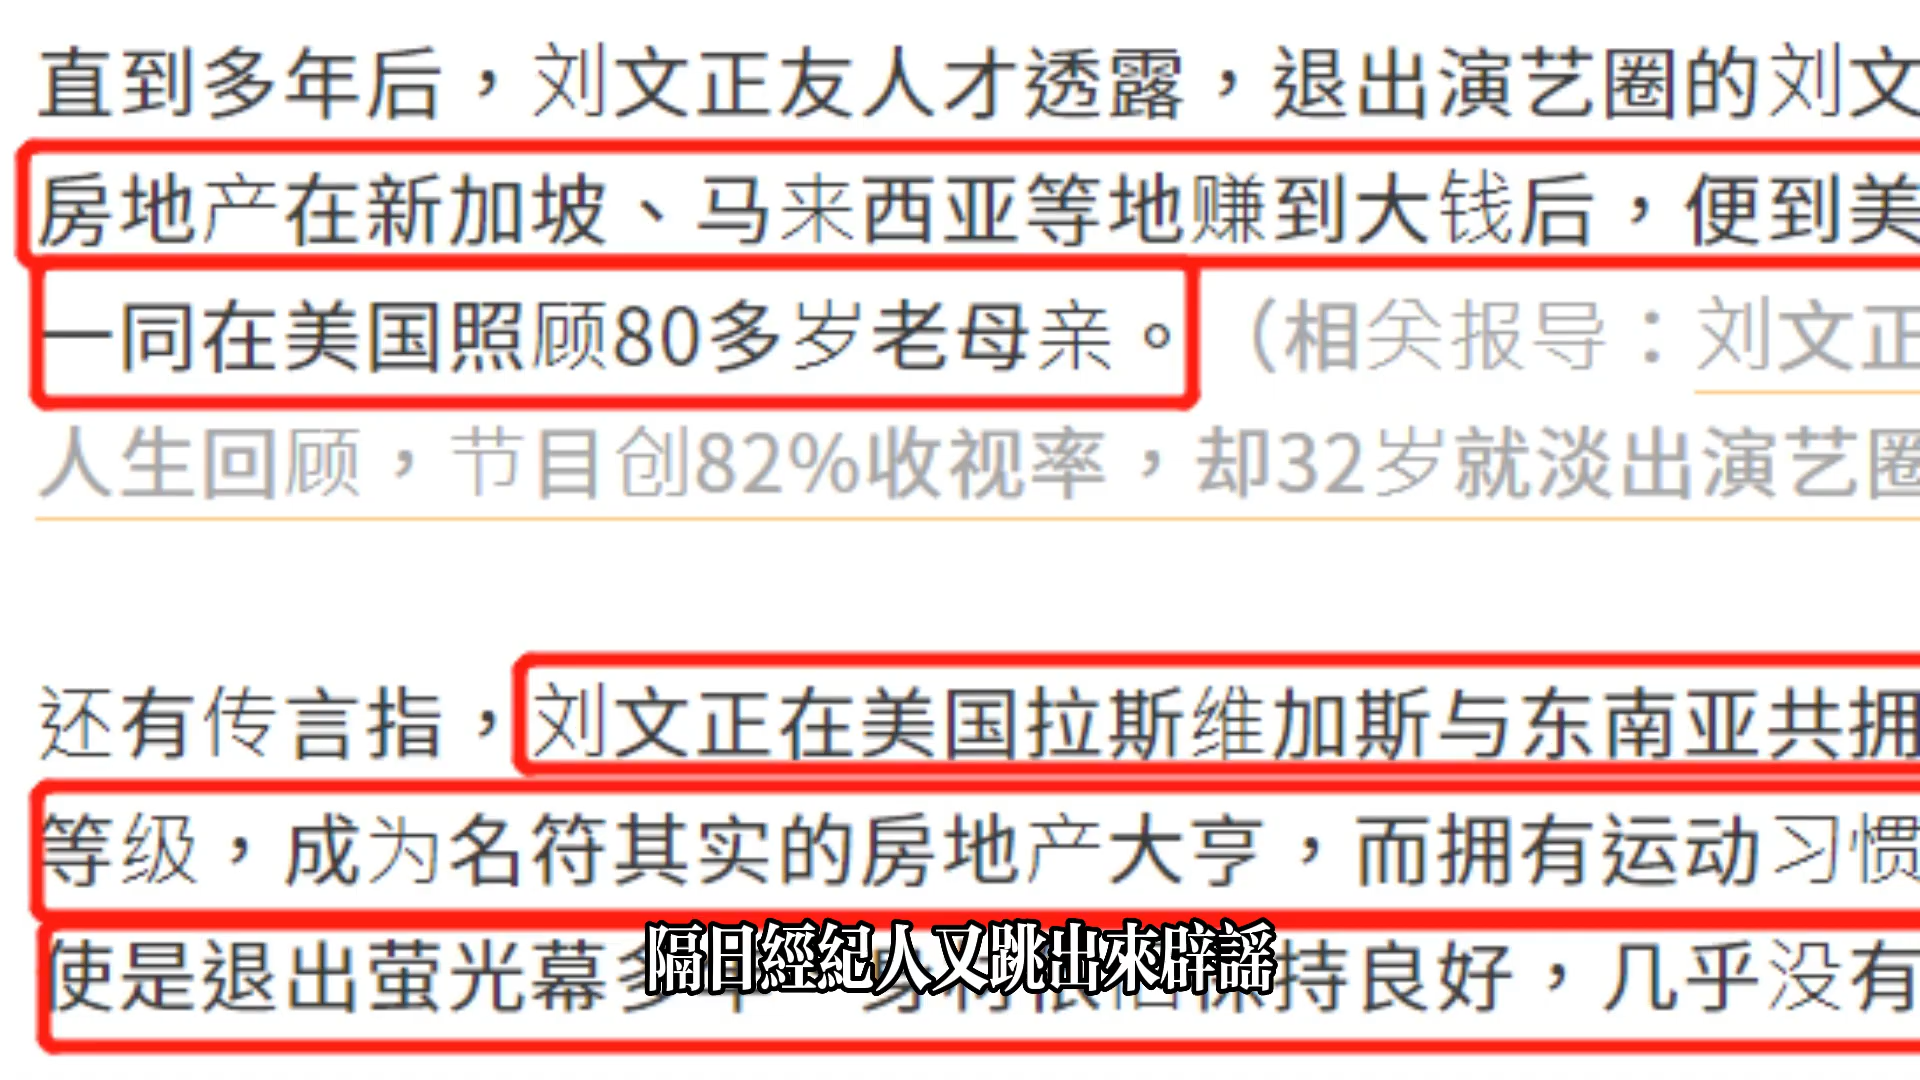 直到多年后，刘文正友人才透露，退出演艺圈的刘文
房地产在新加坡、马来西亚等地赚到大钱后，便到美
一同在美国照顾80多岁老母亲。（相关报导：刘文正
人生回顾，节目创82%收视率，却32岁就淡出演艺圈
还有传言指，刘文正在美国拉斯维加斯与东南亚共拥
等级，成为名符其实的房地产大亨，而拥有运动习惯
使是退出萤光幕多 持良好，几乎没有
隔日經紀人又跳出來辟謠